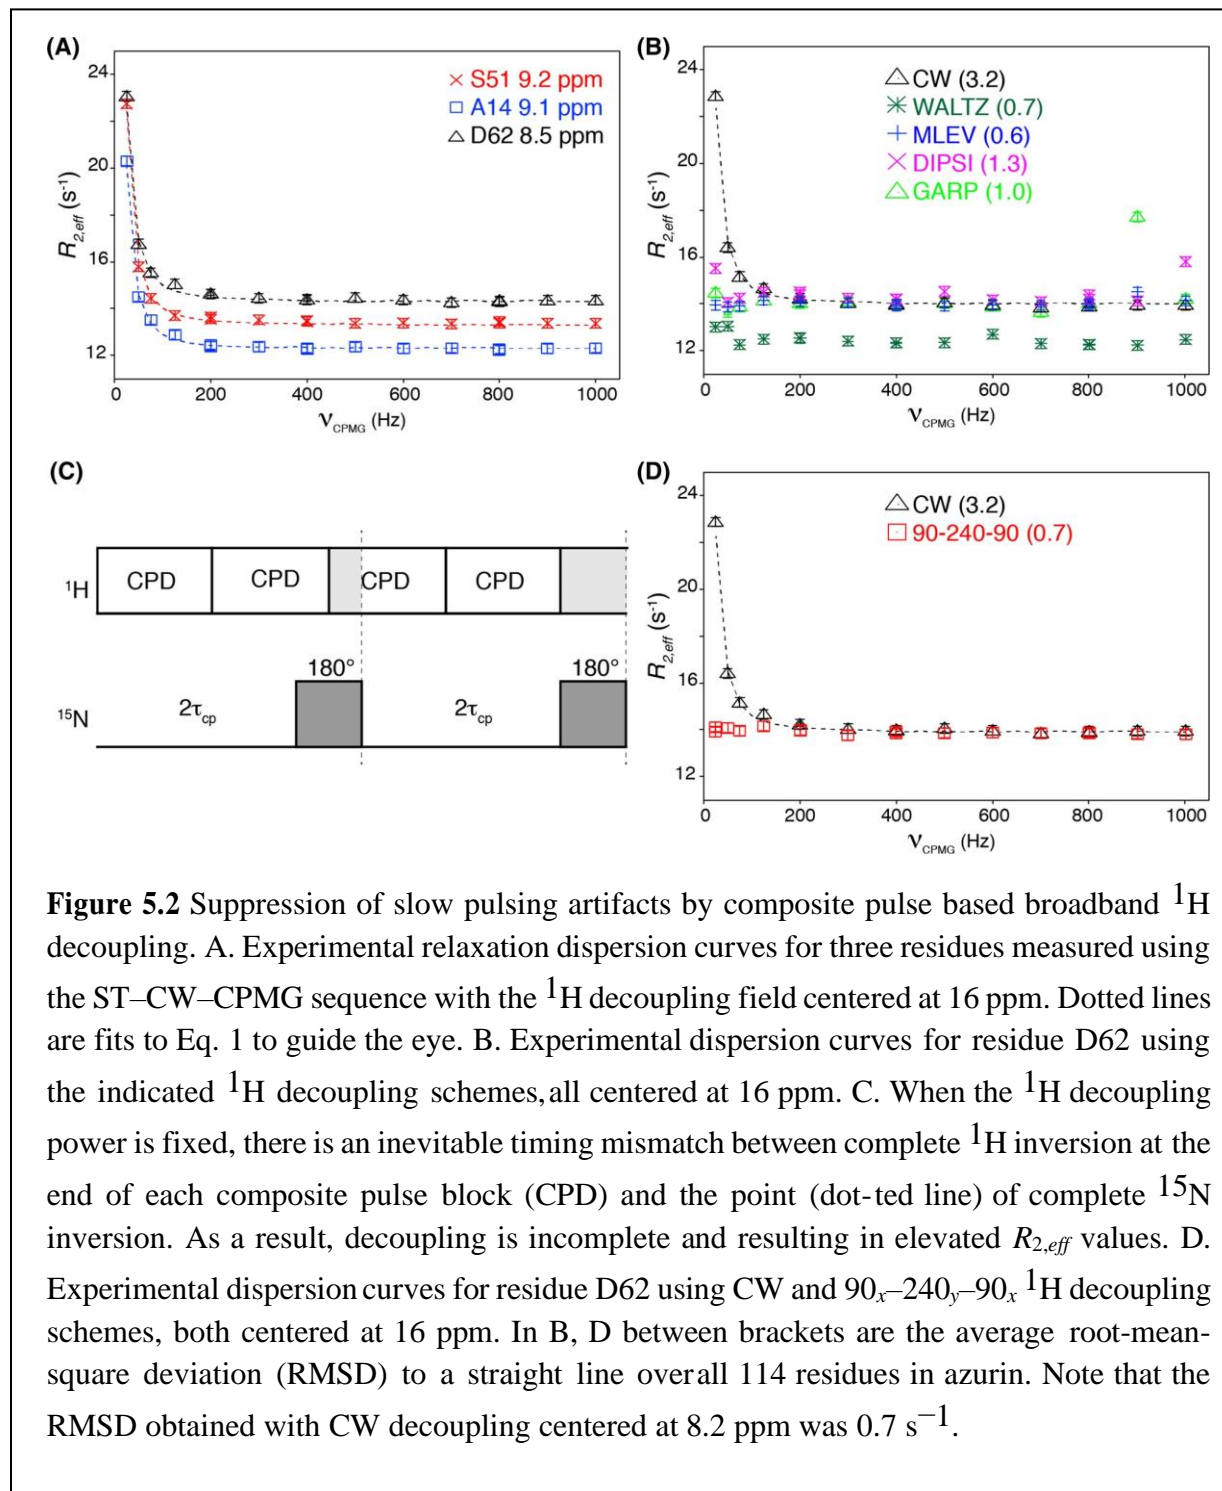 (A)
24
20
16
12
R2,eff (s-1)
× S51 9.2 ppm
□ A14 9.1 ppm
△ D62 8.5 ppm
0 200 400 600 800 1000
νCPMG (Hz)
(B)
24
20
16
12
R2,eff (s-1)
△ CW (3.2)
WALTZ (0.7)
+ MLEV (0.6)
× DIPSI (1.3)
△ GARP (1.0)
0 200 400 600 800 1000
νCPMG (Hz)
(C)
1H CPD CPD CPD CPD
180° 180°
15N 2τcp 2τcp
(D)
24
20
16
12
R2,eff (s-1)
△ CW (3.2)
□ 90-240-90 (0.7)
0 200 400 600 800 1000
νCPMG (Hz)
Figure 5.2 Suppression of slow pulsing artifacts by composite pulse based broadband 1H
decoupling. A. Experimental relaxation dispersion curves for three residues measured using
the ST–CW–CPMG sequence with the 1H decoupling field centered at 16 ppm. Dotted lines
are fits to Eq. 1 to guide the eye. B. Experimental dispersion curves for residue D62 using
the indicated 1H decoupling schemes, all centered at 16 ppm. C. When the 1H decoupling
power is fixed, there is an inevitable timing mismatch between complete 1H inversion at the
end of each composite pulse block (CPD) and the point (dot-ted line) of complete 15N
inversion. As a result, decoupling is incomplete and resulting in elevated R2,eff values. D.
Experimental dispersion curves for residue D62 using CW and 90x–240y–90x 1H decoupling
schemes, both centered at 16 ppm. In B, D between brackets are the average root-mean-
square deviation (RMSD) to a straight line overall 114 residues in azurin. Note that the
RMSD obtained with CW decoupling centered at 8.2 ppm was 0.7 s−1.